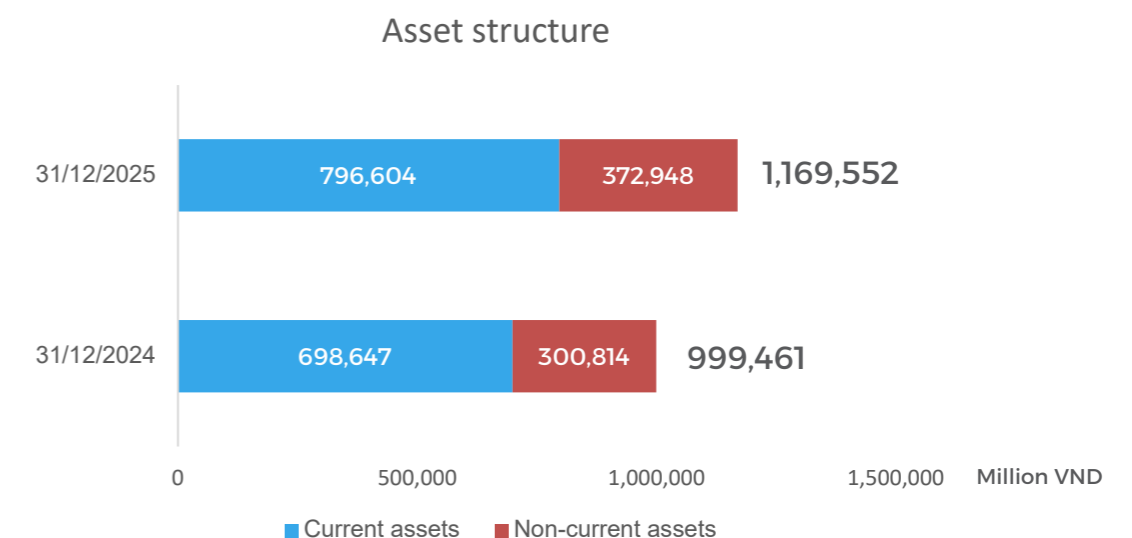 Asset structure
31/12/2025 796,604 372,948 1,169,552
31/12/2024 698,647 300,814 999,461
0 500,000 1,000,000 1,500,000 Million VND
Current assets Non-current assets